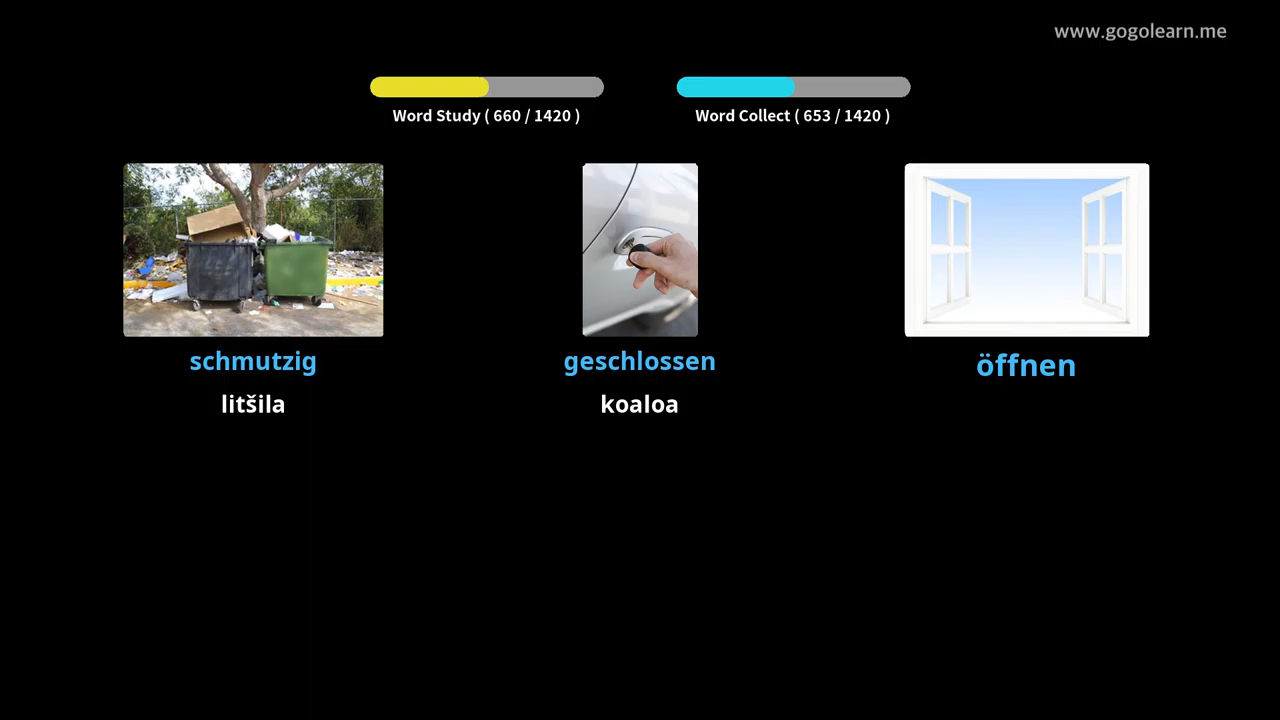 www.gogolearn.me
Word Study ( 660 / 1420 )
Word Collect ( 653 / 1420 )
schmutzig
geschlossen
öffnen
litšila
koaloa